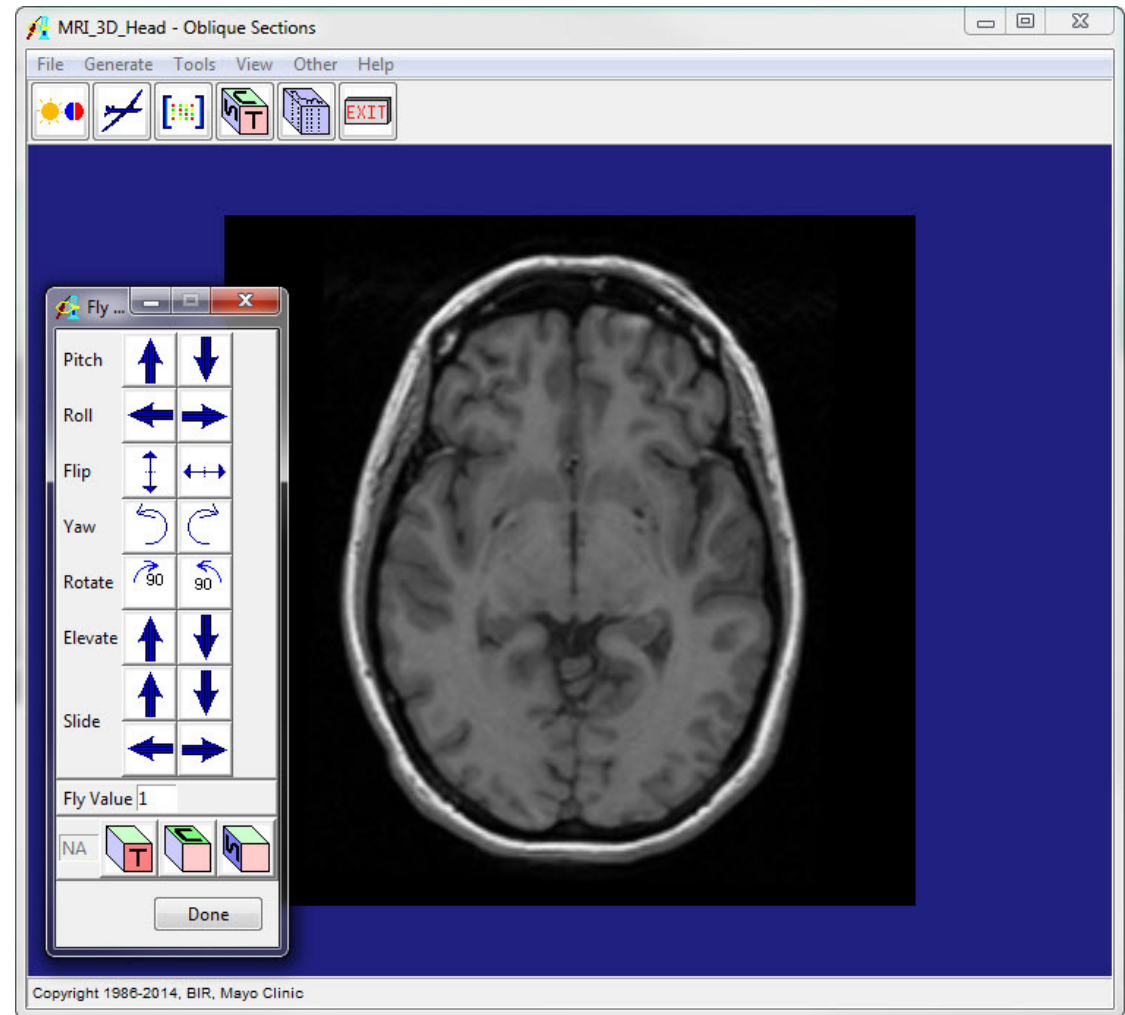 MRI_3D_Head - Oblique Sections
File Generate Tools View Other Help
EXIT
Fly ...
Pitch
Roll
Flip
Yaw
Rotate 90 90
Elevate
Slide
Fly Value 1
NA T C S
Done
Copyright 1986-2014, BIR, Mayo Clinic